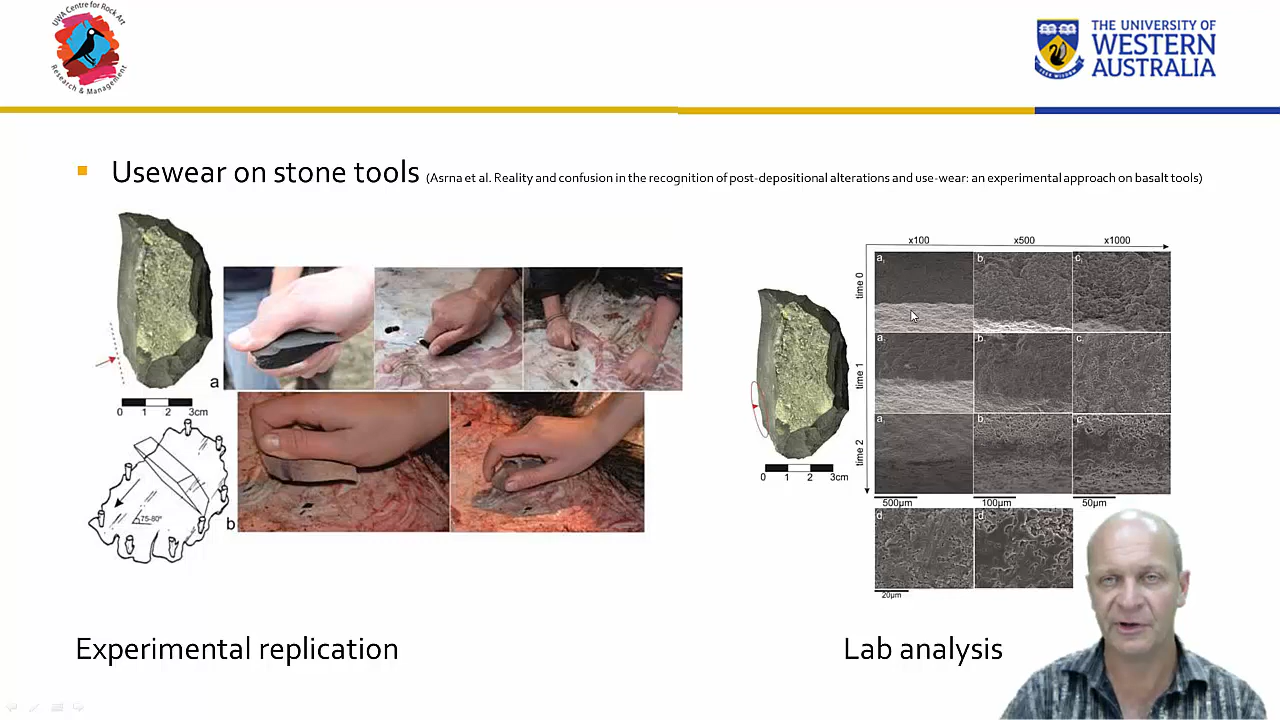 UWA Centre for Rock Art
Research & Management
THE UNIVERSITY OF
WESTERN
AUSTRALIA
Usewear on stone tools (Asrna et al. Reality and confusion in the recognition of post-depositional alterations and use-wear: an experimental approach on basalt tools)
a
0 1 2 3cm
75-80°
b
0 1 2 3cm
x100 x500 x1000
time 0
a b c
time 1
a b c
time 2
a b c
500µm 100µm 50µm
d d
20µm
Experimental replication
Lab analysis